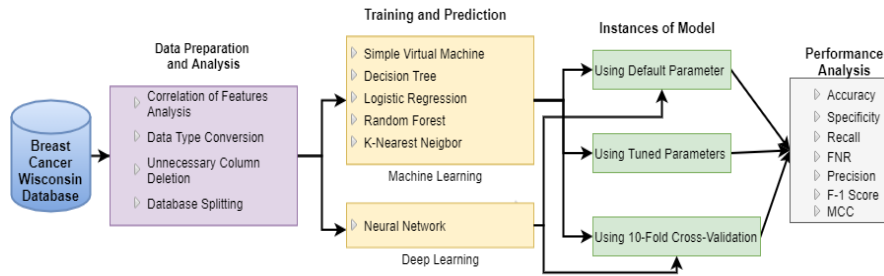 Training and Prediction
Data Preparation
and Analysis
Instances of Model
Performance
Analysis
Breast
Cancer
Wisconsin
Database
Correlation of Features
Analysis
Data Type Conversion
Unnecessary Column
Deletion
Database Splitting
Simple Virtual Machine
Decision Tree
Logistic Regression
Random Forest
K-Nearest Neigbor
Machine Learning
Neural Network
Deep Learning
Using Default Parameter
Using Tuned Parameters
Using 10-Fold Cross-Validation
Accuracy
Specificity
Recall
FNR
Precision
F-1 Score
MCC